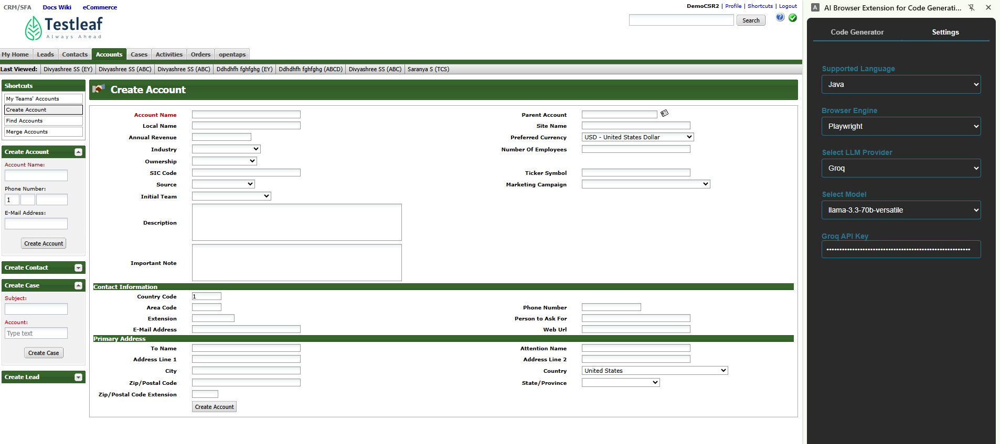 CRM/SFA Docs Wiki eCommerce
DemoCSR2 | Profile | Shortcuts | Logout
Testleaf
Always Ahead
Search
My Home Leads Contacts Accounts Cases Activities Orders opentaps
Last Viewed: Divyashree SS (EY) Divyashree SS (ABC) Divyashree SS (ABC) Ddhdhfh fghfghg (EY) Ddhdhfh fghfghg (ABCD) Divyashree SS (ABC) Saranya S (TCS)
Shortcuts
My Teams' Accounts
Create Account
Find Accounts
Merge Accounts
Create Account
Account Name:
Phone Number:
1
E-Mail Address:
Create Account
Create Contact
Create Case
Subject:
Account:
Type text
Create Case
Create Lead
Create Account
Account Name Parent Account
Local Name Site Name
Annual Revenue Preferred Currency USD - United States Dollar
Industry Number Of Employees
Ownership
SIC Code Ticker Symbol
Source Marketing Campaign
Initial Team
Description
Important Note
Contact Information
Country Code 1
Area Code Phone Number
Extension Person to Ask For
E-Mail Address Web Url
Primary Address
To Name Attention Name
Address Line 1 Address Line 2
City Country United States
Zip/Postal Code State/Province
Zip/Postal Code Extension
Create Account
A AI Browser Extension for Code Generati...
Code Generator Settings
Supported Language
Java
Browser Engine
Playwright
Select LLM Provider
Groq
Select Model
llama-3.3-70b-versatile
Groq API Key